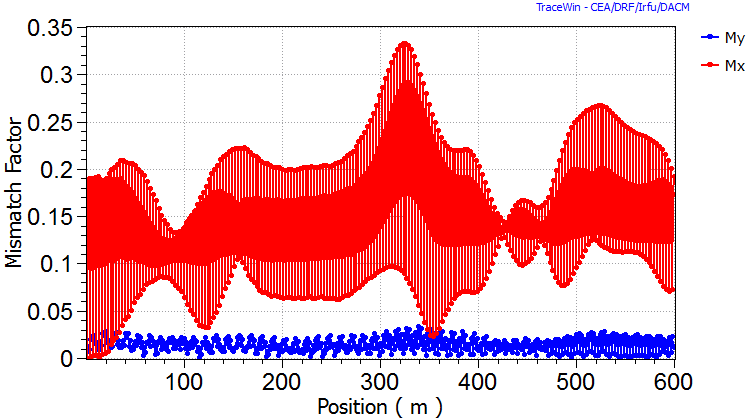 TraceWin - CEA/DRF/Irfu/DACM
My
Mx
Mismatch Factor
0.35
0.3
0.25
0.2
0.15
0.1
0.05
0
100
200
300
400
500
600
Position ( m )